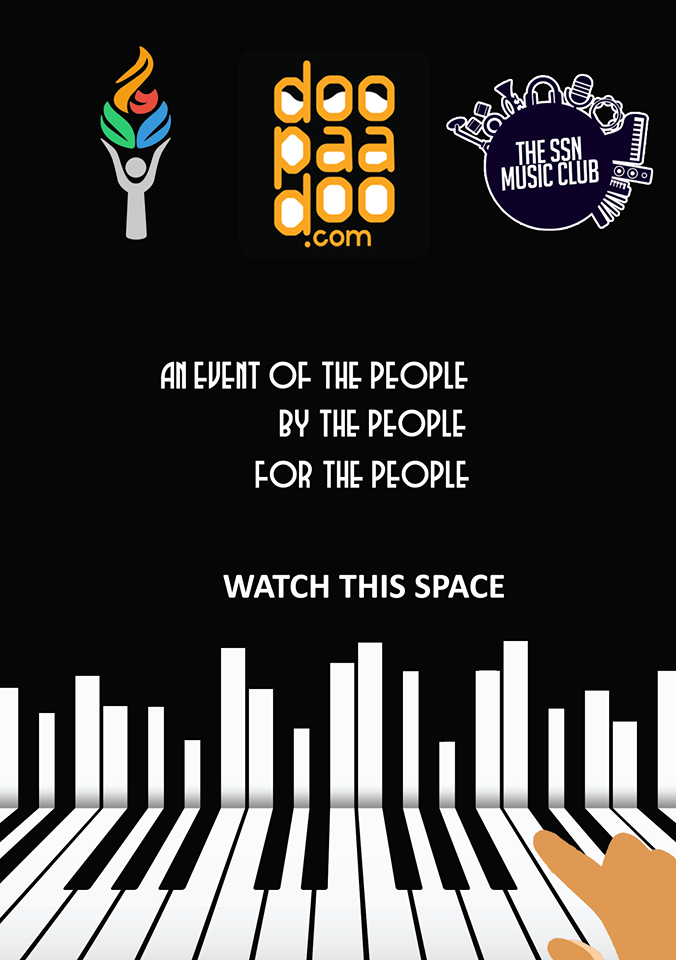 doo
paa
doo
.com
THE SSN
MUSIC CLUB
AN EVENT OF THE PEOPLE
BY THE PEOPLE
FOR THE PEOPLE
WATCH THIS SPACE